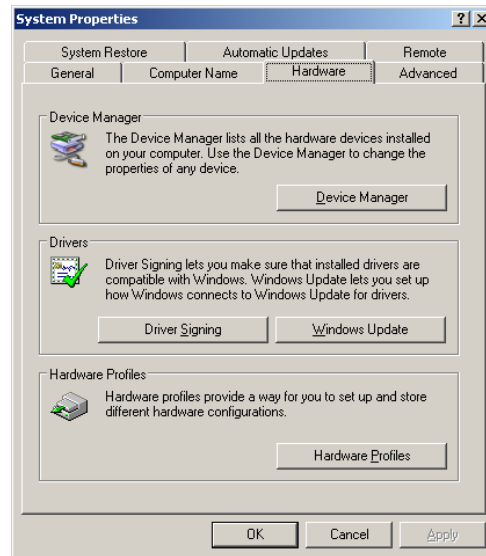 System Properties
? X
System Restore Automatic Updates Remote
General Computer Name Hardware Advanced
Device Manager
The Device Manager lists all the hardware devices installed
on your computer. Use the Device Manager to change the
properties of any device.
Device Manager
Drivers
Driver Signing lets you make sure that installed drivers are
compatible with Windows. Windows Update lets you set up
how Windows connects to Windows Update for drivers.
Driver Signing Windows Update
Hardware Profiles
Hardware profiles provide a way for you to set up and store
different hardware configurations.
Hardware Profiles
OK Cancel Apply